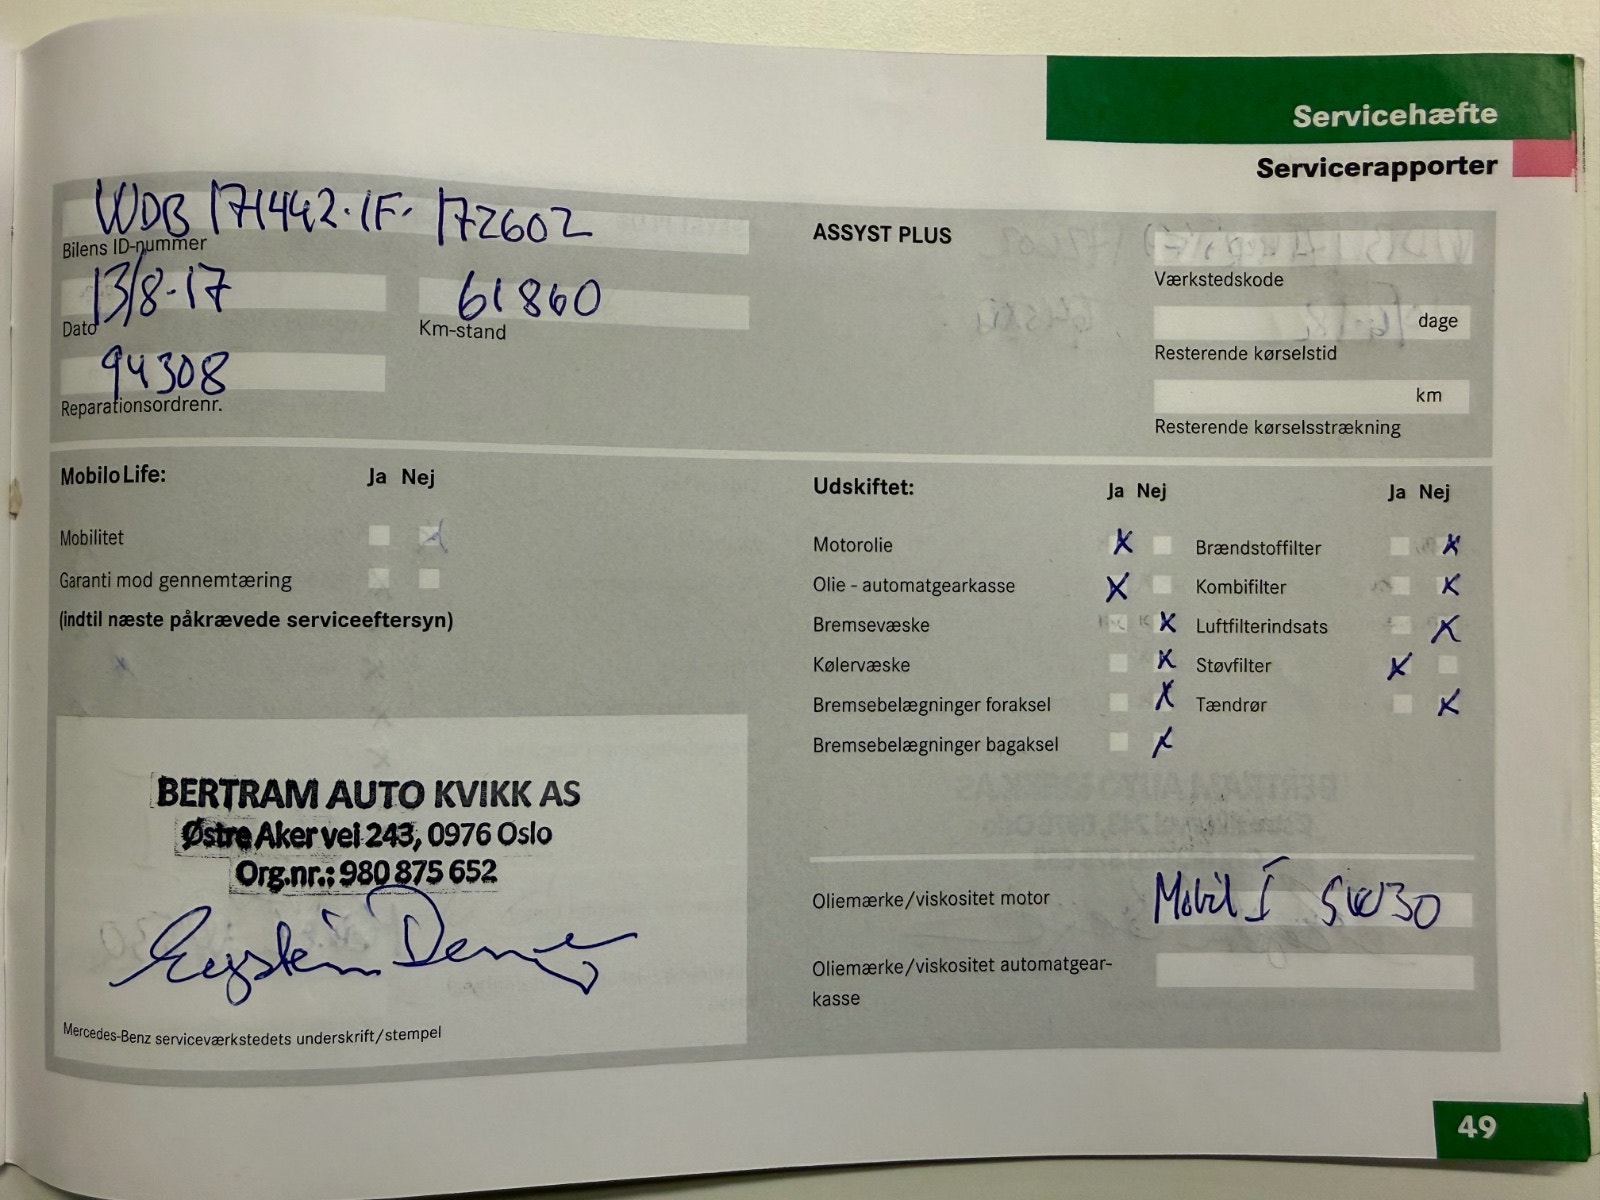 Servicehæfte
Servicerapporter
WDB 171442·1F· 172602
Bilens ID-nummer
13/8-17
Dato
61860
Km-stand
94308
Reparationsordrenr.
ASSYST PLUS
Værkstedskode
dage
Resterende kørselstid
km
Resterende kørselsstrækning
Mobilo Life: Ja Nej
Mobilitet
Garanti mod gennemtæring
(indtil næste påkrævede serviceeftersyn)
Udskiftet: Ja Nej
Motorolie X
Olie - automatgearkasse X
Bremsevæske X
Kølervæske X
Bremsebelægninger foraksel X
Bremsebelægninger bagaksel X
Ja Nej
Brændstoffilter X
Kombifilter X
Luftfilterindsats X
Støvfilter X
Tændrør X
BERTRAM AUTO KVIKK AS
Østre Aker vei 243, 0976 Oslo
Org.nr.: 980 875 652
Mercedes-Benz serviceværkstedets underskrift/stempel
Oliemærke/viskositet motor
Mobil 1 5W30
Oliemærke/viskositet automatgear-
kasse
49